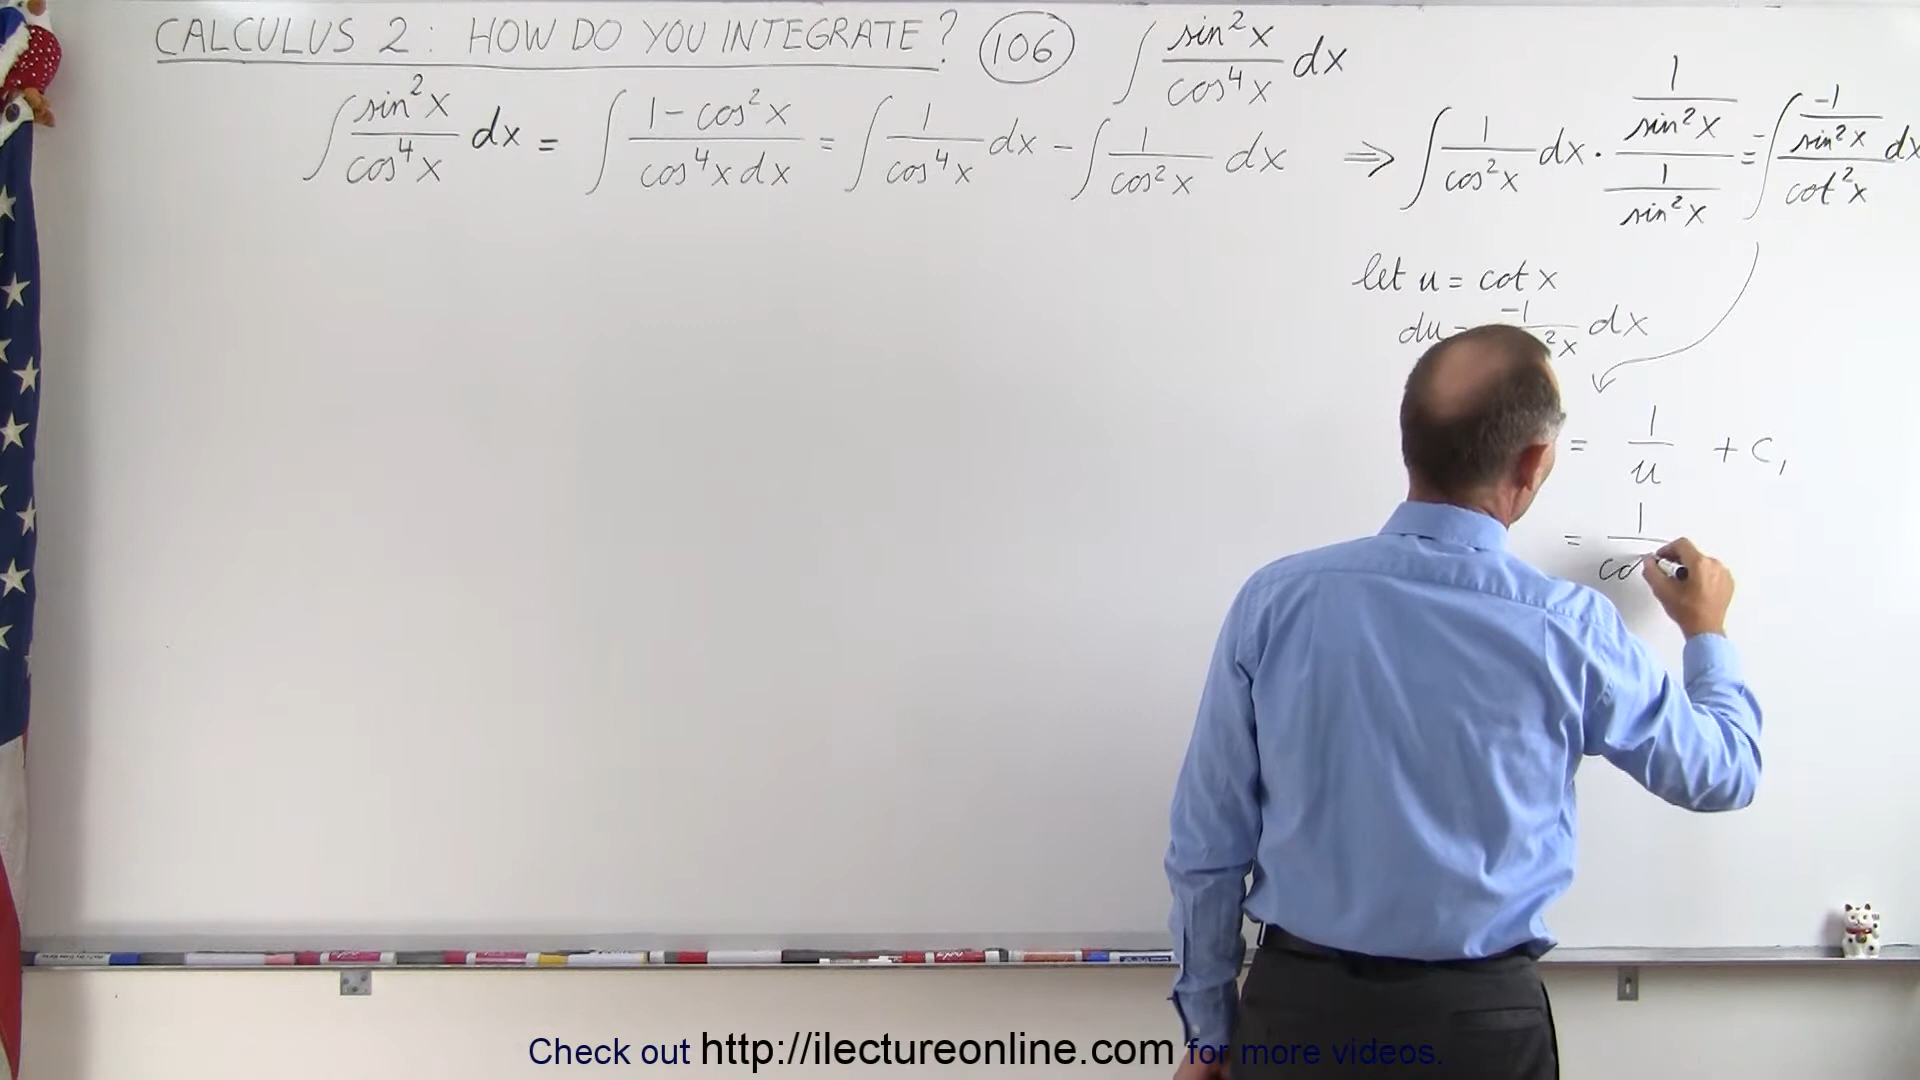 CALCULUS 2: HOW DO YOU INTEGRATE? 106 ∫ sin²x / cos⁴x dx
∫ sin²x / cos⁴x dx = ∫ 1 - cos²x / cos⁴x dx = ∫ 1 / cos⁴x dx - ∫ 1 / cos²x dx ⇒ ∫ 1 / cos²x dx · (1 / sin²x) / (1 / sin²x) = -∫ (-1 / sin²x) dx / cot²x
let u = cot x
du = -1 / ²x dx
= 1 / u + C₁
= 1 / co
Check out http://ilectureonline.com for more videos.